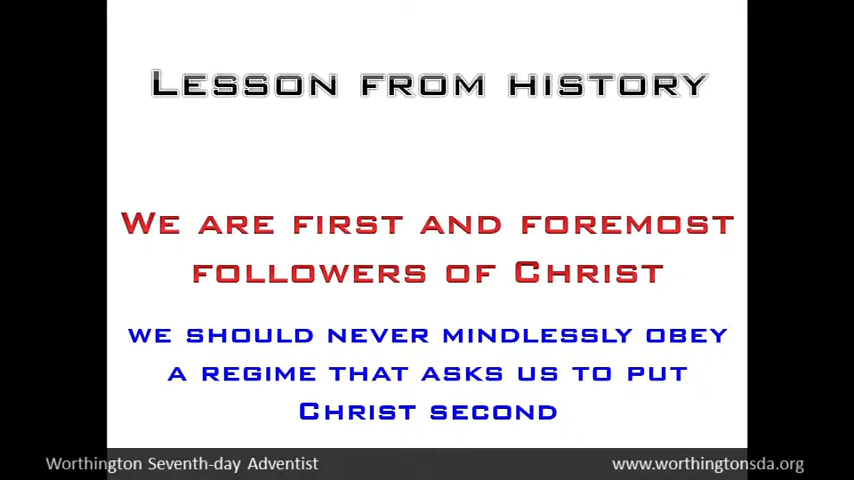 Lesson from history
We are first and foremost
followers of Christ
we should never mindlessly obey
a regime that asks us to put
Christ second
Worthington Seventh-day Adventist www.worthingtonsda.org